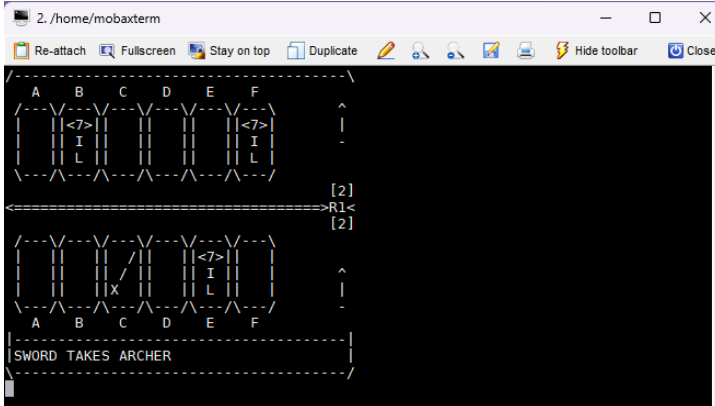 2. /home/mobaxterm
Re-attach Fullscreen Stay on top Duplicate Hide toolbar Close
/--------------------------------------\
A B C D E F
/---\/---\/---\/---\/---\/---\ ^
| ||<7>|| || || ||<7>| |
| || I || || || || I | -
| || L || || || || L |
\---/\---/\---/\---/\---/\---/
[2]
<====================================>R1<
[2]
/---\/---\/---\/---\/---\/---\
| || || /|| ||<7>|| |
| || || / || || I || | ^
| || ||X || || L || | |
\---/\---/\---/\---/\---/\---/ -
A B C D E F
|--------------------------------------|
|SWORD TAKES ARCHER |
\--------------------------------------/